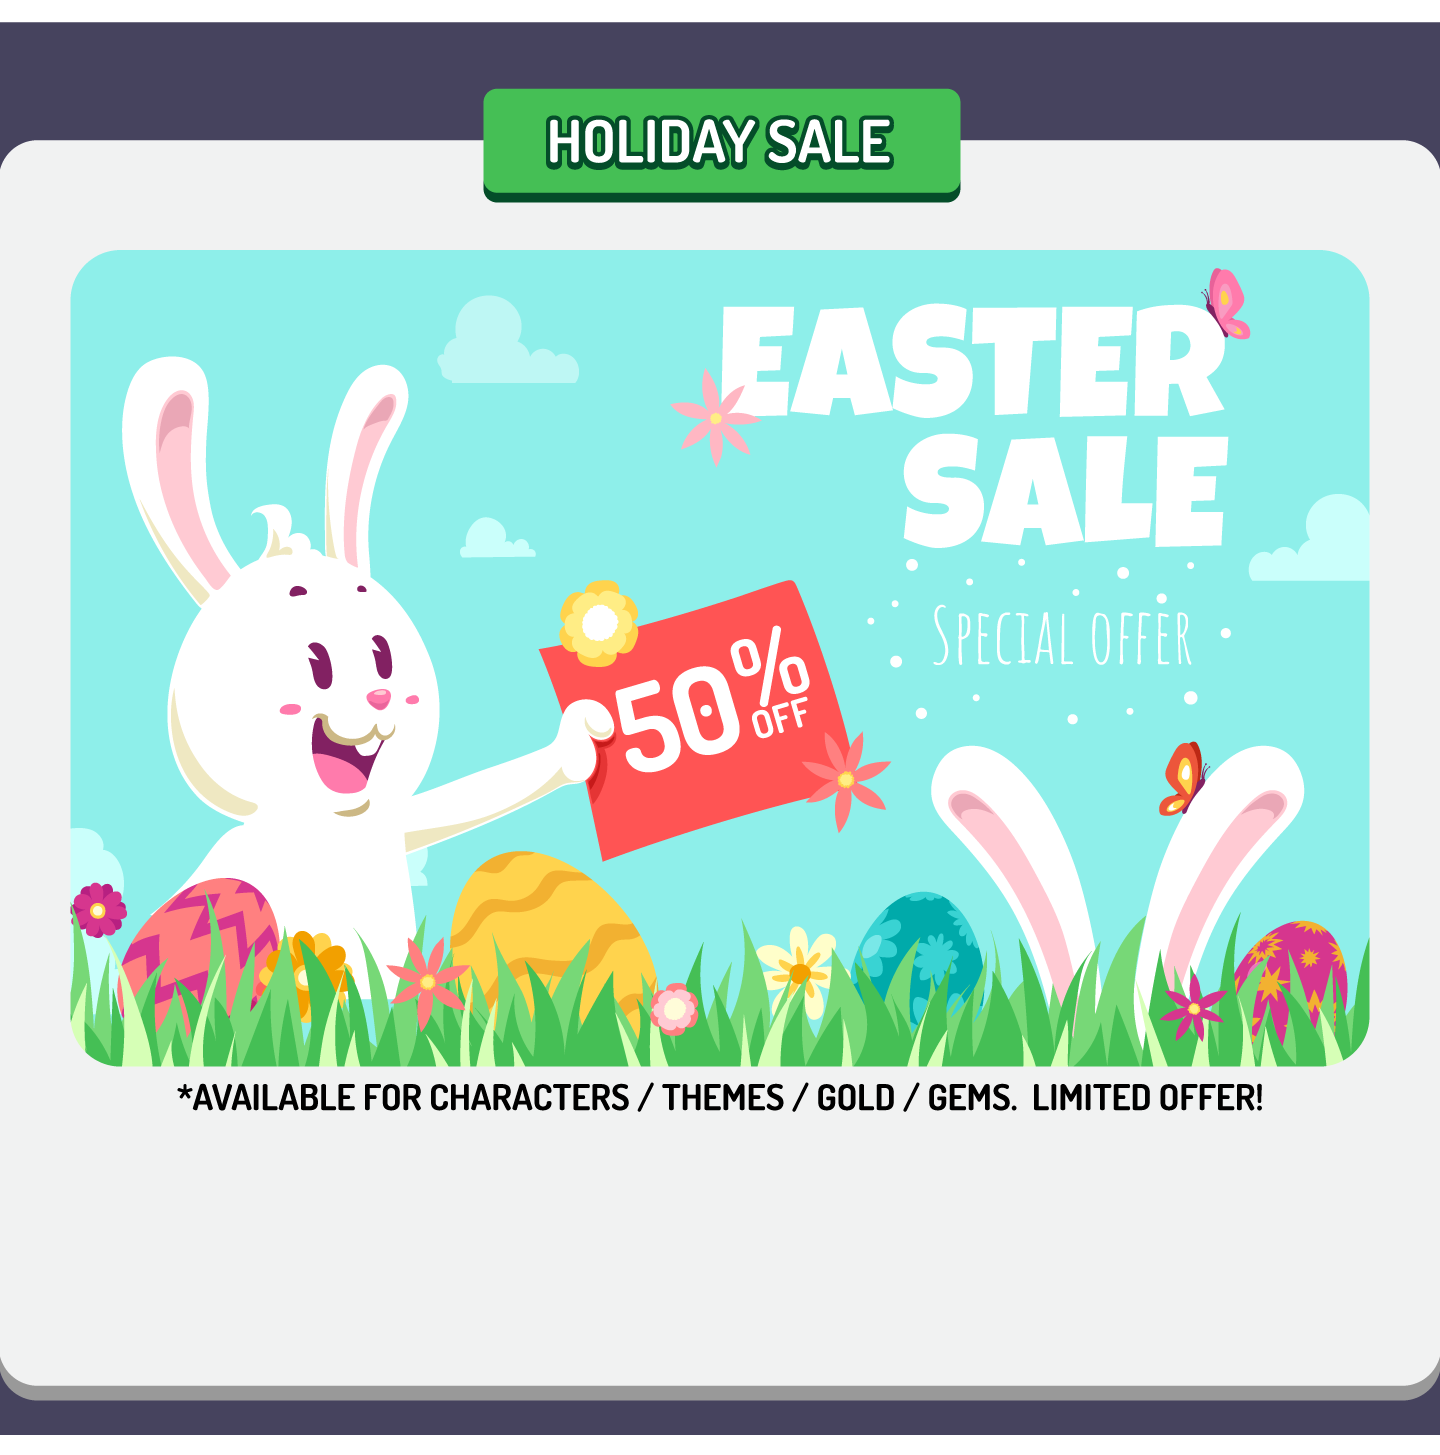 HOLIDAY SALE
EASTER
SALE
SPECIAL OFFER
50%
OFF
*AVAILABLE FOR CHARACTERS / THEMES / GOLD / GEMS. LIMITED OFFER!